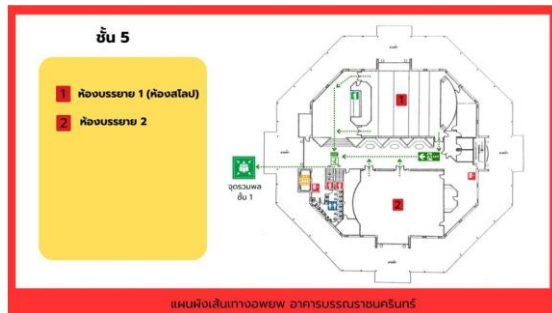 ชั้น 5
1 ห้องบรรยาย 1 (ห้องสโลป)
2 ห้องบรรยาย 2
1
2
จุดรวมพล
ชั้น 1
แผนผังเส้นทางอพยพ อาคารบรรณราชนครินทร์